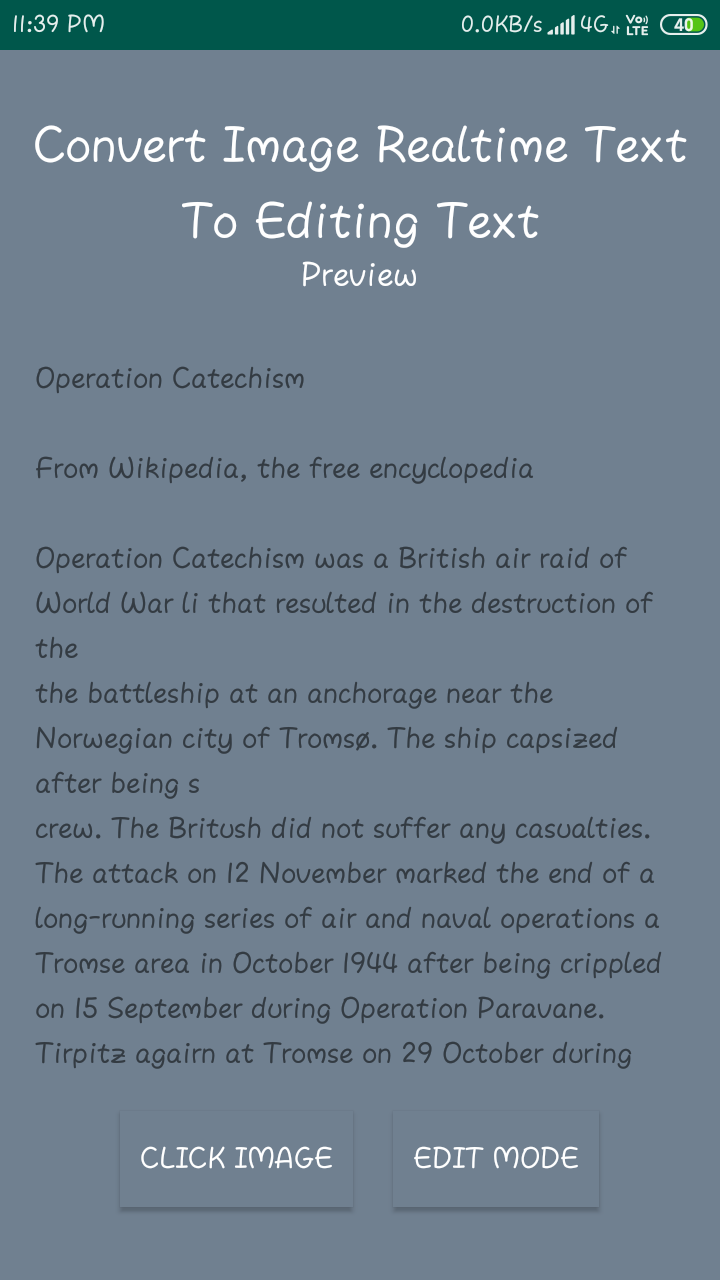 11:39 PM 0.0KB/s 4G Vo) LTE 40
Convert Image Realtime Text
To Editing Text
Preview
Operation Catechism
From Wikipedia, the free encyclopedia
Operation Catechism was a British air raid of
World War li that resulted in the destruction of
the
the battleship at an anchorage near the
Norwegian city of Tromsø. The ship capsized
after being s
crew. The Britush did not suffer any casualties.
The attack on 12 November marked the end of a
long-running series of air and naval operations a
Tromse area in October 1944 after being crippled
on 15 September during Operation Paravane.
Tirpitz agairn at Tromse on 29 October during
CLICK IMAGE EDIT MODE